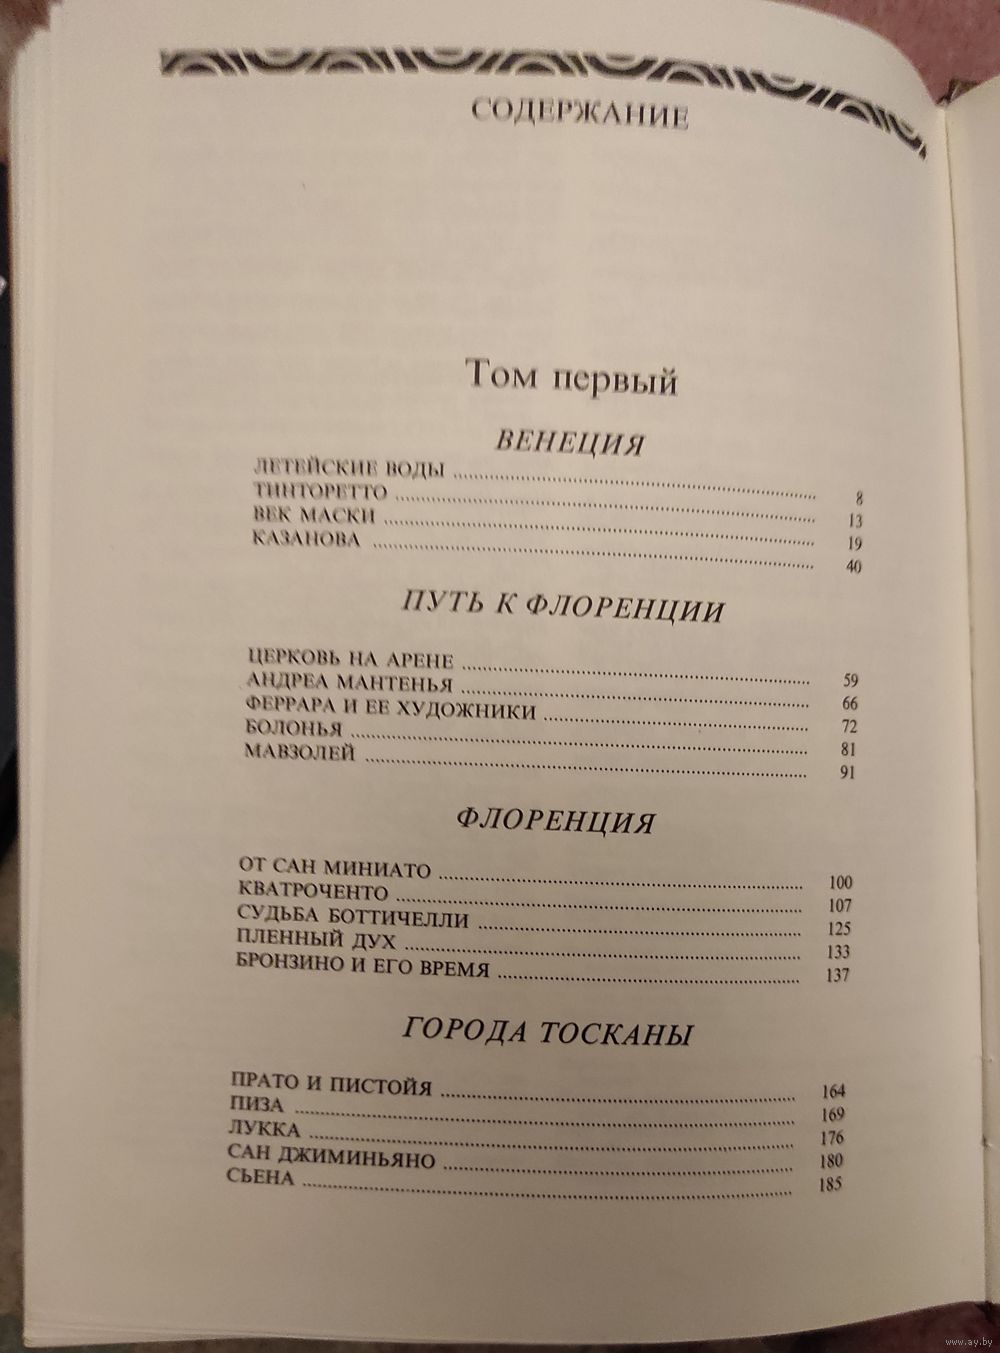 СОДЕРЖАНИЕ
Том первый
ВЕНЕЦИЯ
ЛЕТЕЙСКИЕ ВОДЫ 8
ТИНТОРЕТТО 13
ВЕК МАСКИ 19
КАЗАНОВА 40
ПУТЬ К ФЛОРЕНЦИИ
ЦЕРКОВЬ НА АРЕНЕ 59
АНДРЕА МАНТЕНЬЯ 66
ФЕРРАРА И ЕЕ ХУДОЖНИКИ 72
БОЛОНЬЯ 81
МАВЗОЛЕЙ 91
ФЛОРЕНЦИЯ
ОТ САН МИНИАТО 100
КВАТРОЧЕНТО 107
СУДЬБА БОТТИЧЕЛЛИ 125
ПЛЕННЫЙ ДУХ 133
БРОНЗИНО И ЕГО ВРЕМЯ 137
ГОРОДА ТОСКАНЫ
ПРАТО И ПИСТОЙЯ 164
ПИЗА 169
ЛУККА 176
САН ДЖИМИНЬЯНО 180
СЬЕНА 185
www.ay.by